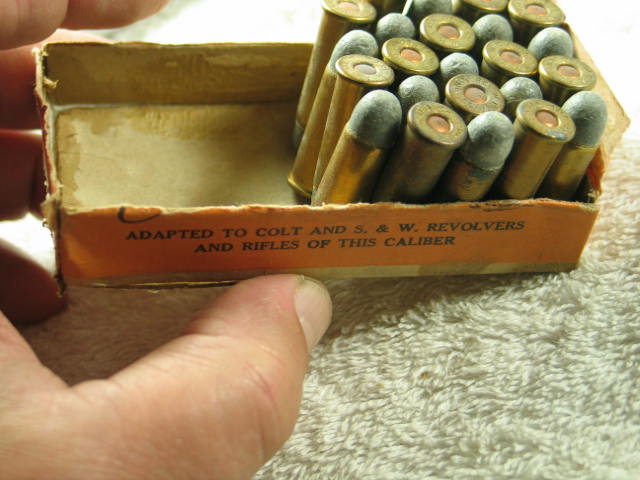 ADAPTED TO COLT AND S. & W. REVOLVERS
AND RIFLES OF THIS CALIBER